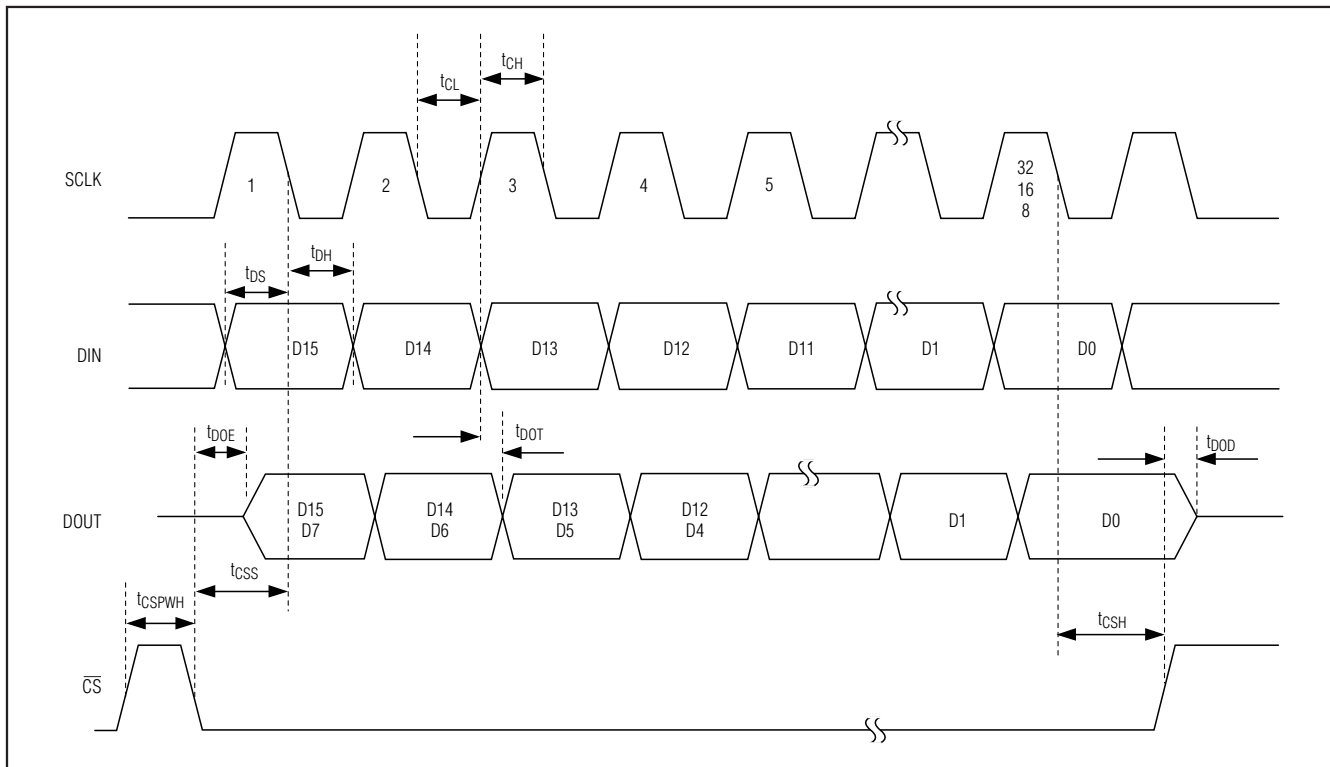 tCL
tCH
SCLK
1
2
3
4
5
32
16
8
tDS
tDH
DIN
D15
D14
D13
D12
D11
D1
D0
tDOE
tDOT
tDOD
DOUT
D15
D7
D14
D6
D13
D5
D12
D4
D1
D0
tCSS
tCSPWH
tCSH
CS